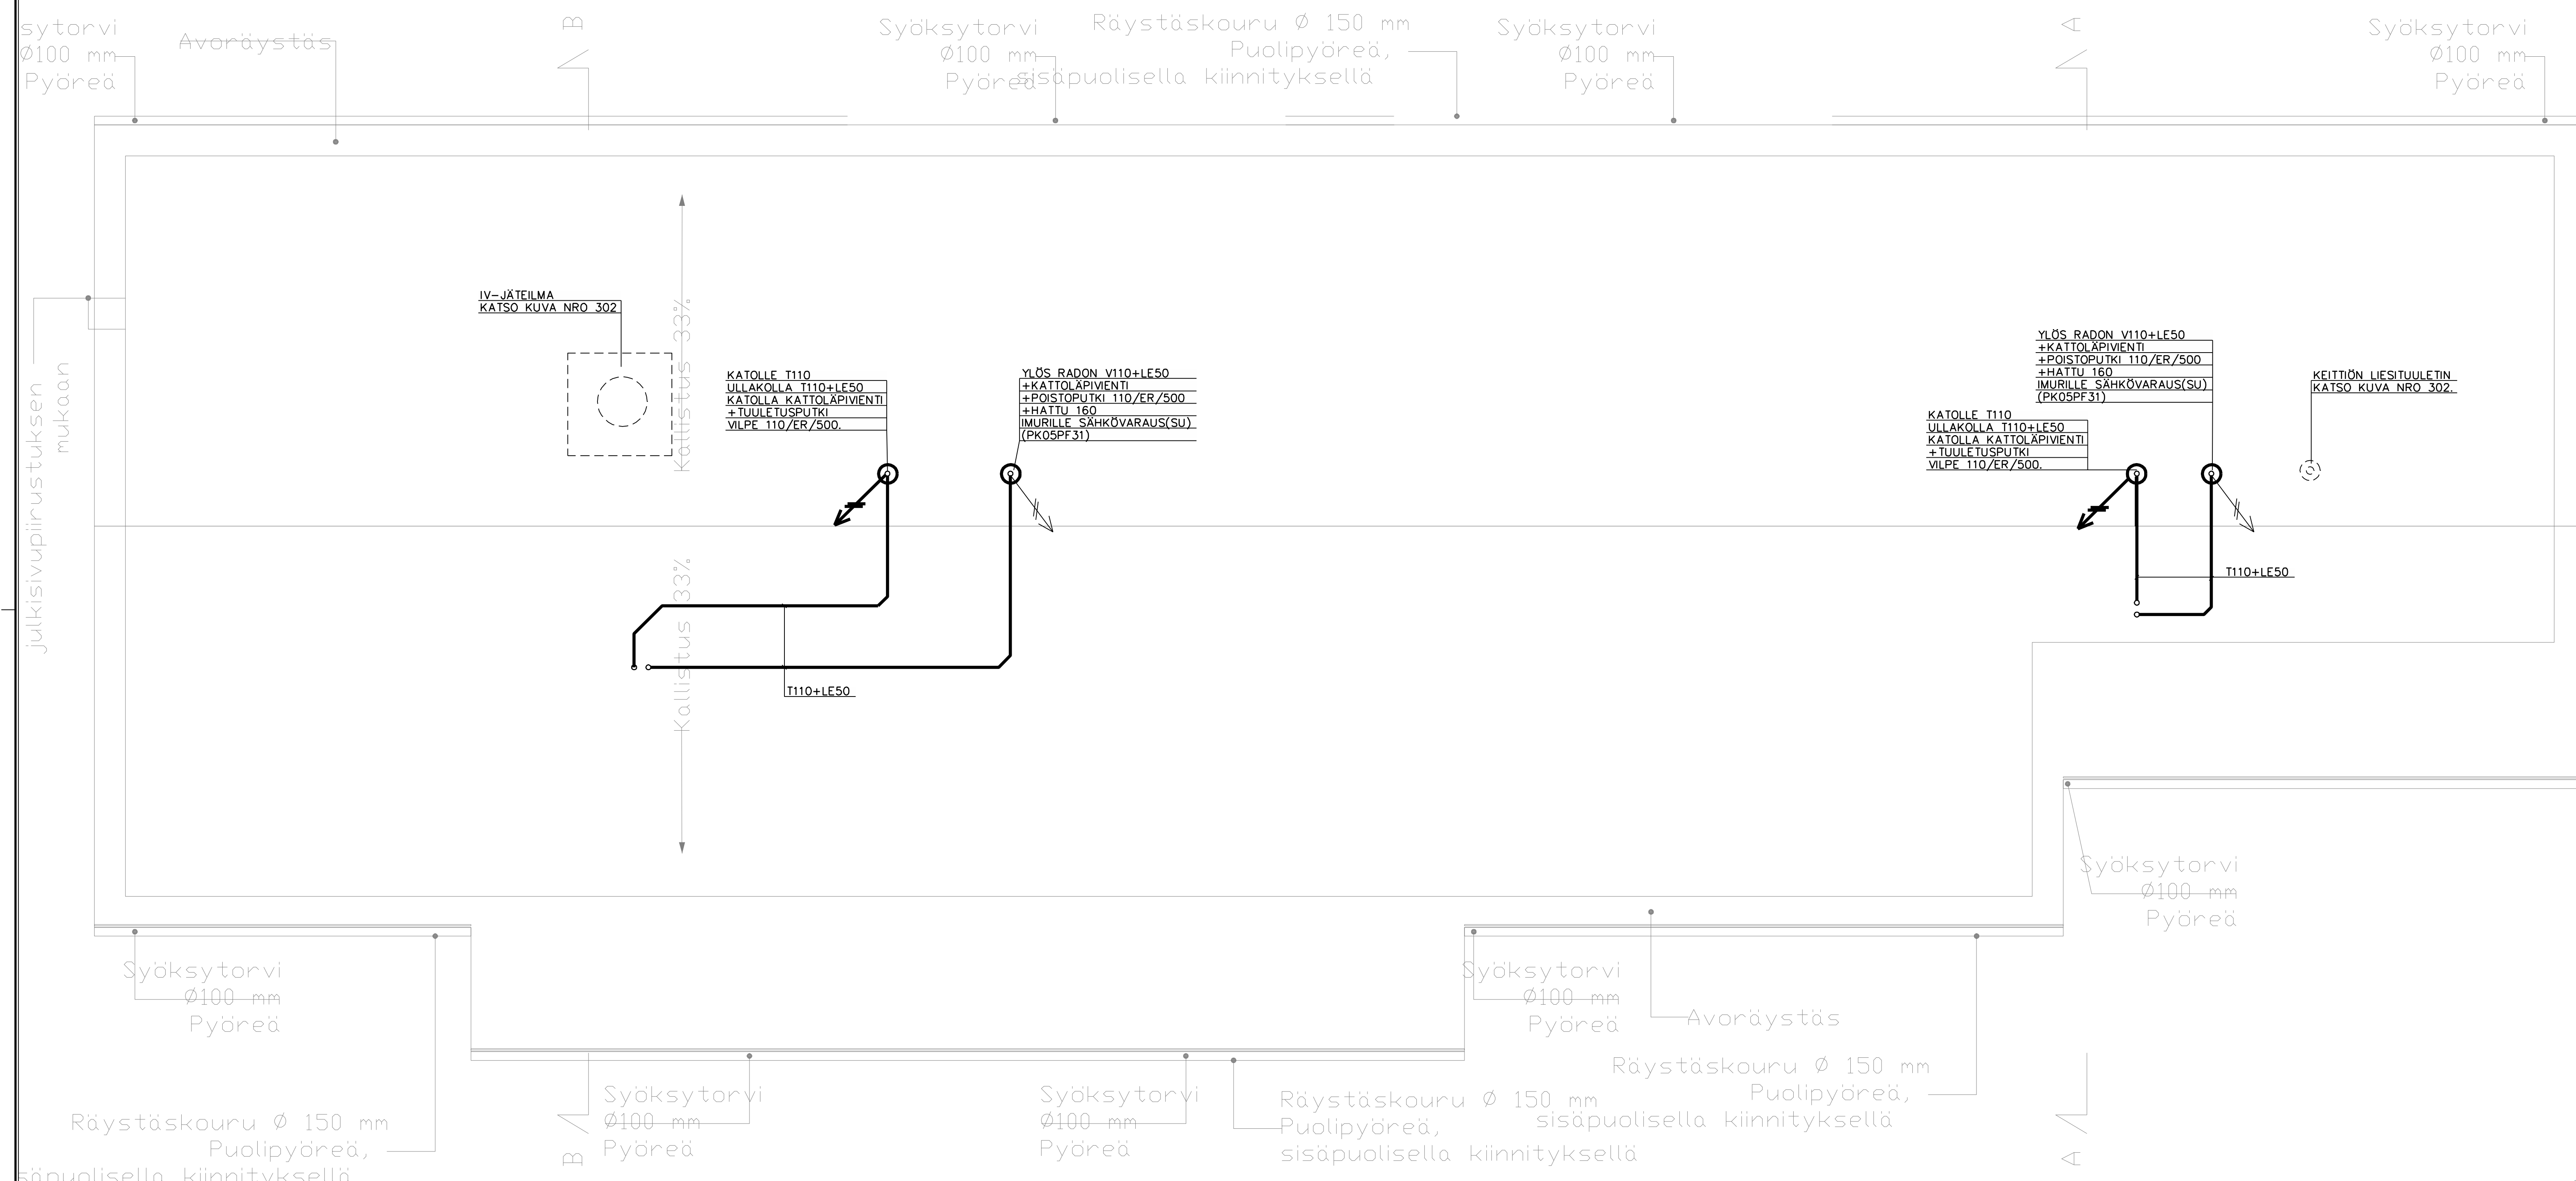 sytorvi
Ø100 mm
Pyöreä
Avoräystäs
B
Syöksytorvi
Ø100 mm
Pyöreä
Räystäskouru Ø 150 mm
Puolipyöreä,
sisäpuolisella kiinnityksellä
Syöksytorvi
Ø100 mm
Pyöreä
A
Syöksytorvi
Ø100 mm
Pyöreä
julkisivupiirustuksen
mukaan
IV-JÄTEILMA
KATSO KUVA NRO 302
Kallistus 33%
KATOLLE T110
ULLAKOLLA T110+LE50
KATOLLA KATTOLÄPIVIENTI
+TUULETUSPUTKI
VILPE 110/ER/500.
YLÖS RADON V110+LE50
+KATTOLÄPIVIENTI
+POISTOPUTKI 110/ER/500
+HATTU 160
IMURILLE SÄHKÖVARAUS(SU)
(PK05PF31)
YLÖS RADON V110+LE50
+KATTOLÄPIVIENTI
+POISTOPUTKI 110/ER/500
+HATTU 160
IMURILLE SÄHKÖVARAUS(SU)
(PK05PF31)
KATOLLE T110
ULLAKOLLA T110+LE50
KATOLLA KATTOLÄPIVIENTI
+TUULETUSPUTKI
VILPE 110/ER/500.
KEITTIÖN LIESITUULETIN
KATSO KUVA NRO 302.
Kallistus 33%
T110+LE50
T110+LE50
Syöksytorvi
Ø100 mm
Pyöreä
Syöksytorvi
Ø100 mm
Pyöreä
Syöksytorvi
Ø100 mm
Pyöreä
Avoräystäs
Räystäskouru Ø 150 mm
Puolipyöreä,
sisäpuolisella kiinnityksellä
Räystäskouru Ø 150 mm
Puolipyöreä,
säpuolisella kiinnityksellä
B
Syöksytorvi
Ø100 mm
Pyöreä
Syöksytorvi
Ø100 mm
Pyöreä
Räystäskouru Ø 150 mm
Puolipyöreä,
sisäpuolisella kiinnityksellä
A